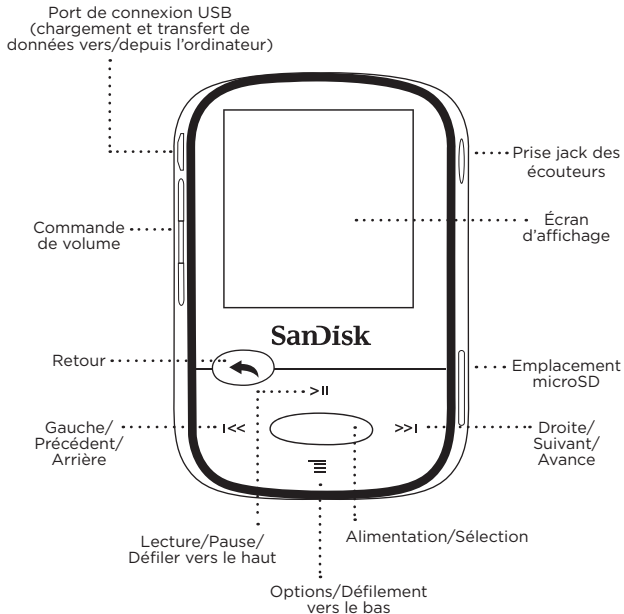 Port de connexion USB
(chargement et transfert de
données vers/depuis l'ordinateur)
Prise jack des
écouteurs
Commande
de volume
Écran
d'affichage
SanDisk
Retour
Emplacement
microSD
>II
Gauche/
Précédent/
Arrière
I<<
>>I
Droite/
Suivant/
Avance
Lecture/Pause/
Défiler vers le haut
Alimentation/Sélection
Options/Défilement
vers le bas